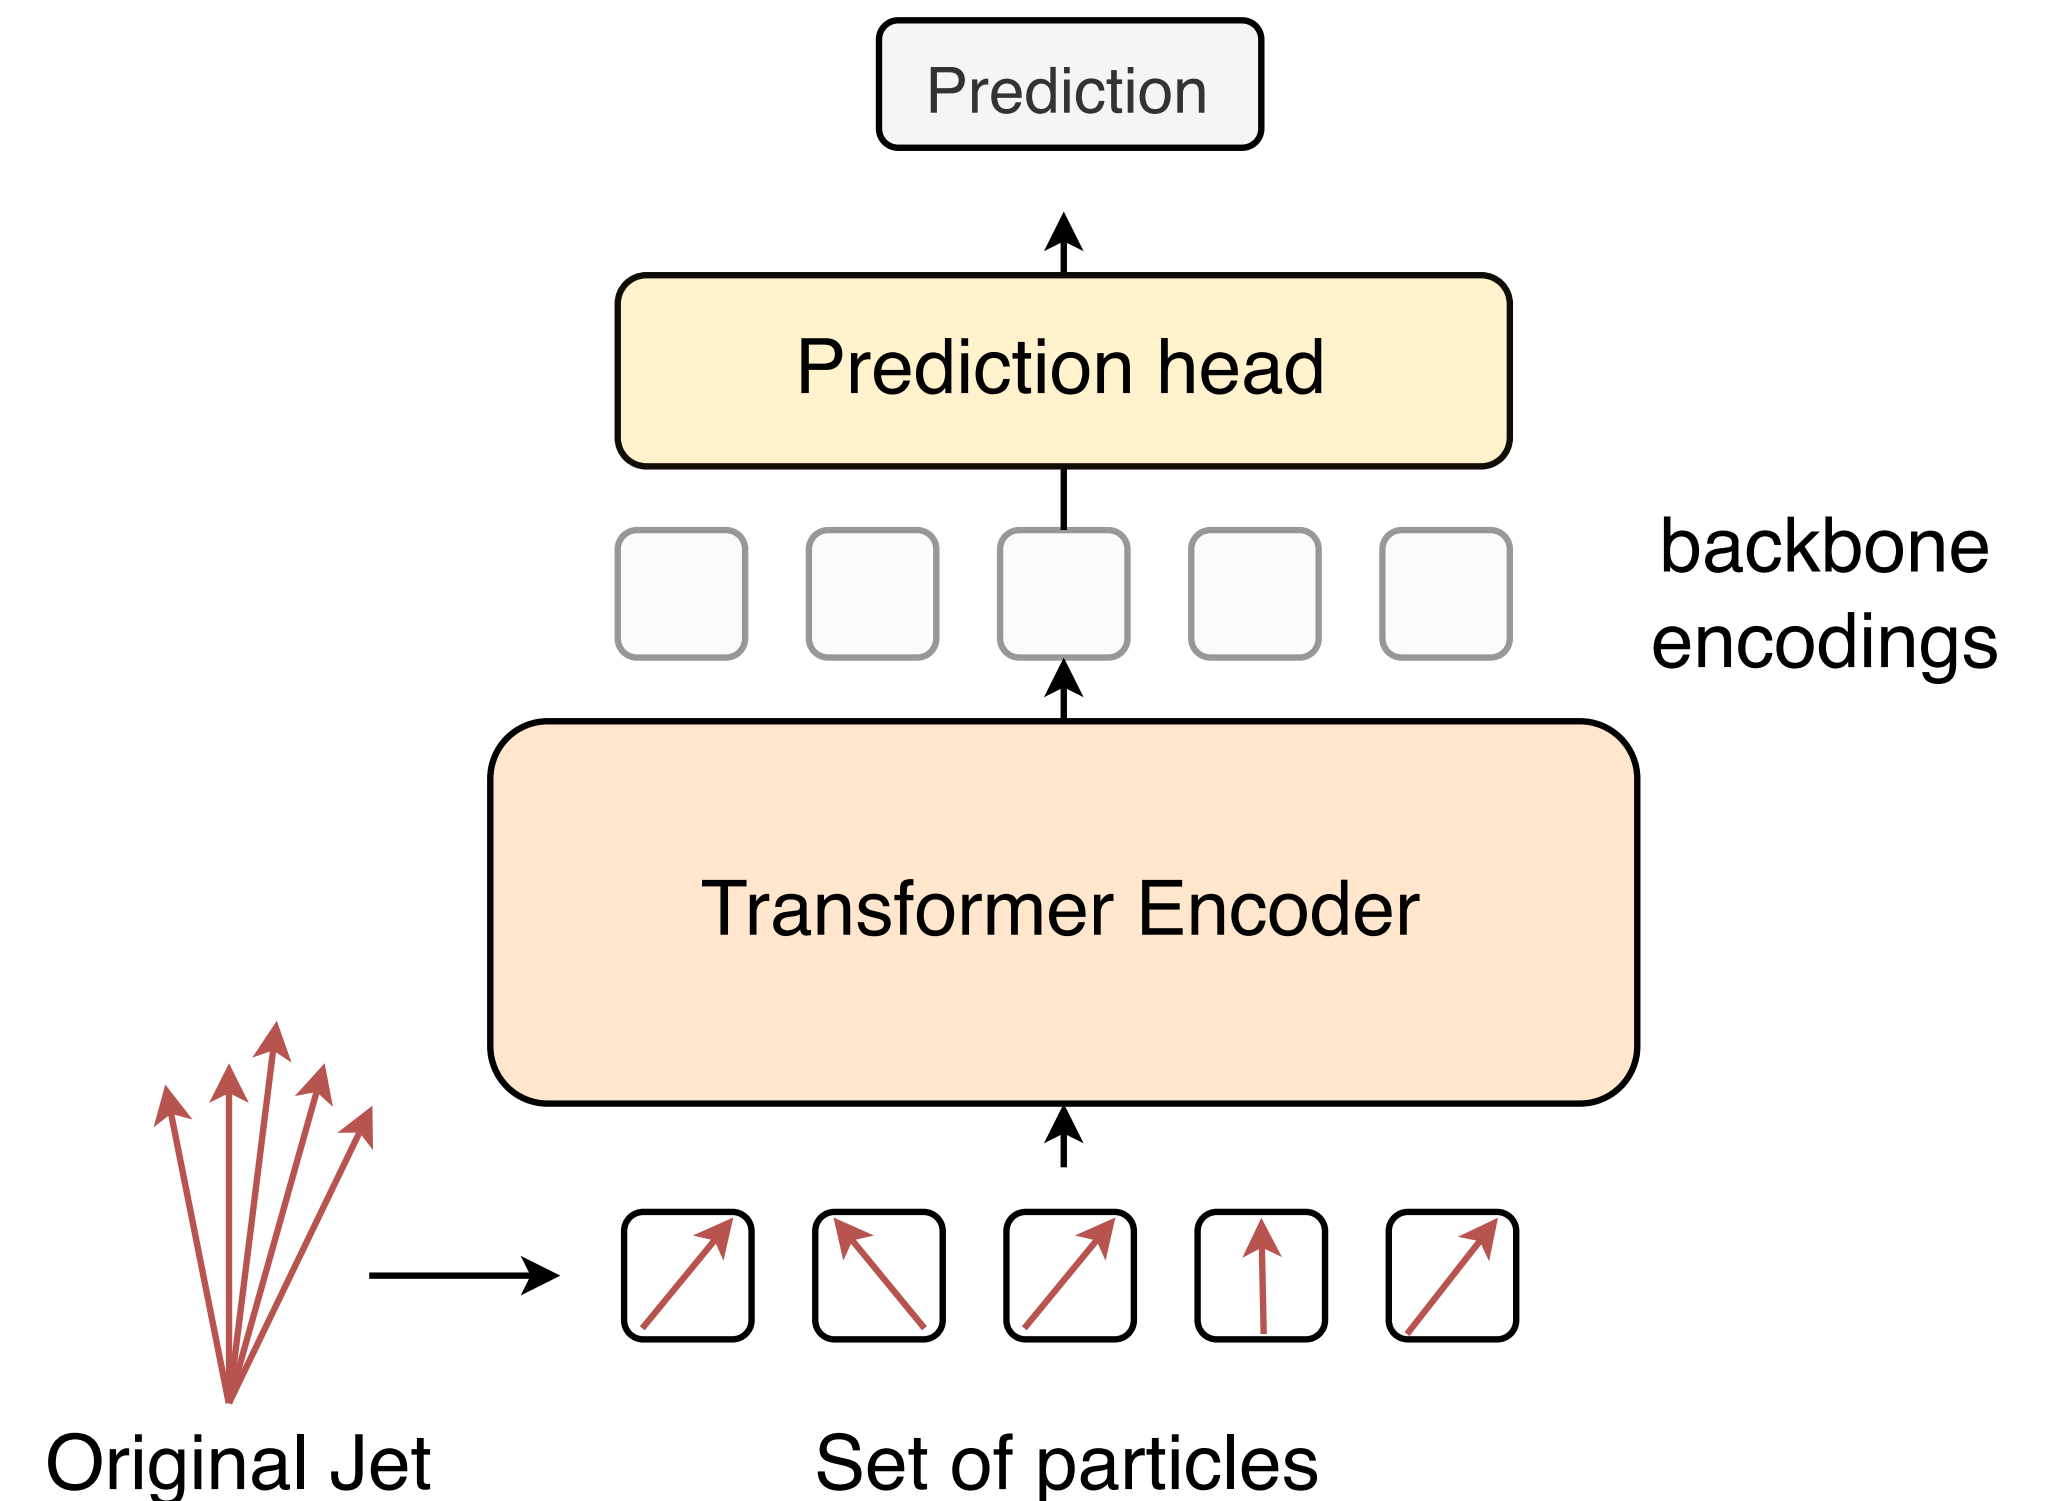 Prediction
Prediction head
backbone
encodings
Transformer Encoder
Original Jet
Set of particles